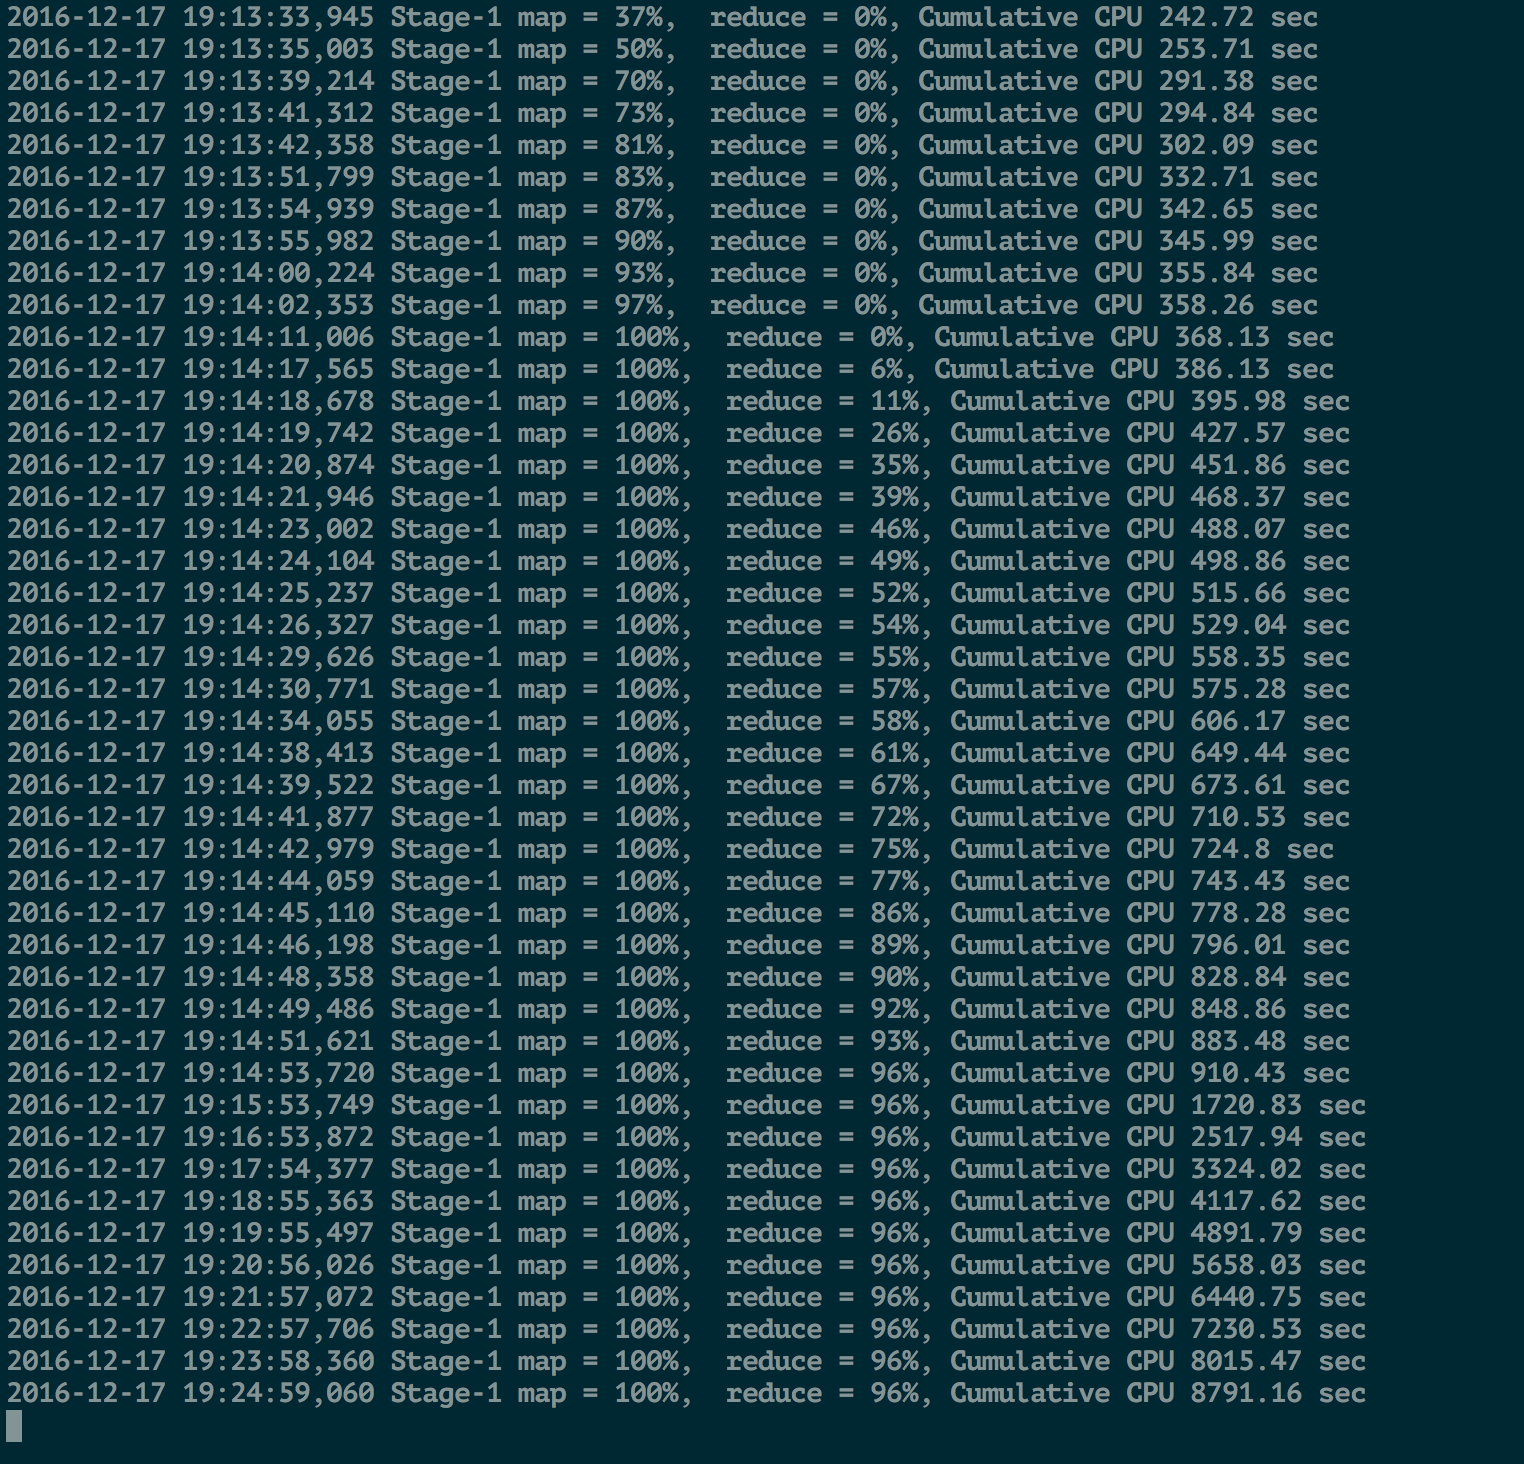 2016-12-17 19:13:33,945 Stage-1 map = 37%,  reduce = 0%, Cumulative CPU 242.72 sec
2016-12-17 19:13:35,003 Stage-1 map = 50%,  reduce = 0%, Cumulative CPU 253.71 sec
2016-12-17 19:13:39,214 Stage-1 map = 70%,  reduce = 0%, Cumulative CPU 291.38 sec
2016-12-17 19:13:41,312 Stage-1 map = 73%,  reduce = 0%, Cumulative CPU 294.84 sec
2016-12-17 19:13:42,358 Stage-1 map = 81%,  reduce = 0%, Cumulative CPU 302.09 sec
2016-12-17 19:13:51,799 Stage-1 map = 83%,  reduce = 0%, Cumulative CPU 332.71 sec
2016-12-17 19:13:54,939 Stage-1 map = 87%,  reduce = 0%, Cumulative CPU 342.65 sec
2016-12-17 19:13:55,982 Stage-1 map = 90%,  reduce = 0%, Cumulative CPU 345.99 sec
2016-12-17 19:14:00,224 Stage-1 map = 93%,  reduce = 0%, Cumulative CPU 355.84 sec
2016-12-17 19:14:02,353 Stage-1 map = 97%,  reduce = 0%, Cumulative CPU 358.26 sec
2016-12-17 19:14:11,006 Stage-1 map = 100%,  reduce = 0%, Cumulative CPU 368.13 sec
2016-12-17 19:14:17,565 Stage-1 map = 100%,  reduce = 6%, Cumulative CPU 386.13 sec
2016-12-17 19:14:18,678 Stage-1 map = 100%,  reduce = 11%, Cumulative CPU 395.98 sec
2016-12-17 19:14:19,742 Stage-1 map = 100%,  reduce = 26%, Cumulative CPU 427.57 sec
2016-12-17 19:14:20,874 Stage-1 map = 100%,  reduce = 35%, Cumulative CPU 451.86 sec
2016-12-17 19:14:21,946 Stage-1 map = 100%,  reduce = 39%, Cumulative CPU 468.37 sec
2016-12-17 19:14:23,002 Stage-1 map = 100%,  reduce = 46%, Cumulative CPU 488.07 sec
2016-12-17 19:14:24,104 Stage-1 map = 100%,  reduce = 49%, Cumulative CPU 498.86 sec
2016-12-17 19:14:25,237 Stage-1 map = 100%,  reduce = 52%, Cumulative CPU 515.66 sec
2016-12-17 19:14:26,327 Stage-1 map = 100%,  reduce = 54%, Cumulative CPU 529.04 sec
2016-12-17 19:14:29,626 Stage-1 map = 100%,  reduce = 55%, Cumulative CPU 558.35 sec
2016-12-17 19:14:30,771 Stage-1 map = 100%,  reduce = 57%, Cumulative CPU 575.28 sec
2016-12-17 19:14:34,055 Stage-1 map = 100%,  reduce = 58%, Cumulative CPU 606.17 sec
2016-12-17 19:14:38,413 Stage-1 map = 100%,  reduce = 61%, Cumulative CPU 649.44 sec
2016-12-17 19:14:39,522 Stage-1 map = 100%,  reduce = 67%, Cumulative CPU 673.61 sec
2016-12-17 19:14:41,877 Stage-1 map = 100%,  reduce = 72%, Cumulative CPU 710.53 sec
2016-12-17 19:14:42,979 Stage-1 map = 100%,  reduce = 75%, Cumulative CPU 724.8 sec
2016-12-17 19:14:44,059 Stage-1 map = 100%,  reduce = 77%, Cumulative CPU 743.43 sec
2016-12-17 19:14:45,110 Stage-1 map = 100%,  reduce = 86%, Cumulative CPU 778.28 sec
2016-12-17 19:14:46,198 Stage-1 map = 100%,  reduce = 89%, Cumulative CPU 796.01 sec
2016-12-17 19:14:48,358 Stage-1 map = 100%,  reduce = 90%, Cumulative CPU 828.84 sec
2016-12-17 19:14:49,486 Stage-1 map = 100%,  reduce = 92%, Cumulative CPU 848.86 sec
2016-12-17 19:14:51,621 Stage-1 map = 100%,  reduce = 93%, Cumulative CPU 883.48 sec
2016-12-17 19:14:53,720 Stage-1 map = 100%,  reduce = 96%, Cumulative CPU 910.43 sec
2016-12-17 19:15:53,749 Stage-1 map = 100%,  reduce = 96%, Cumulative CPU 1720.83 sec
2016-12-17 19:16:53,872 Stage-1 map = 100%,  reduce = 96%, Cumulative CPU 2517.94 sec
2016-12-17 19:17:54,377 Stage-1 map = 100%,  reduce = 96%, Cumulative CPU 3324.02 sec
2016-12-17 19:18:55,363 Stage-1 map = 100%,  reduce = 96%, Cumulative CPU 4117.62 sec
2016-12-17 19:19:55,497 Stage-1 map = 100%,  reduce = 96%, Cumulative CPU 4891.79 sec
2016-12-17 19:20:56,026 Stage-1 map = 100%,  reduce = 96%, Cumulative CPU 5658.03 sec
2016-12-17 19:21:57,072 Stage-1 map = 100%,  reduce = 96%, Cumulative CPU 6440.75 sec
2016-12-17 19:22:57,706 Stage-1 map = 100%,  reduce = 96%, Cumulative CPU 7230.53 sec
2016-12-17 19:23:58,360 Stage-1 map = 100%,  reduce = 96%, Cumulative CPU 8015.47 sec
2016-12-17 19:24:59,060 Stage-1 map = 100%,  reduce = 96%, Cumulative CPU 8791.16 sec